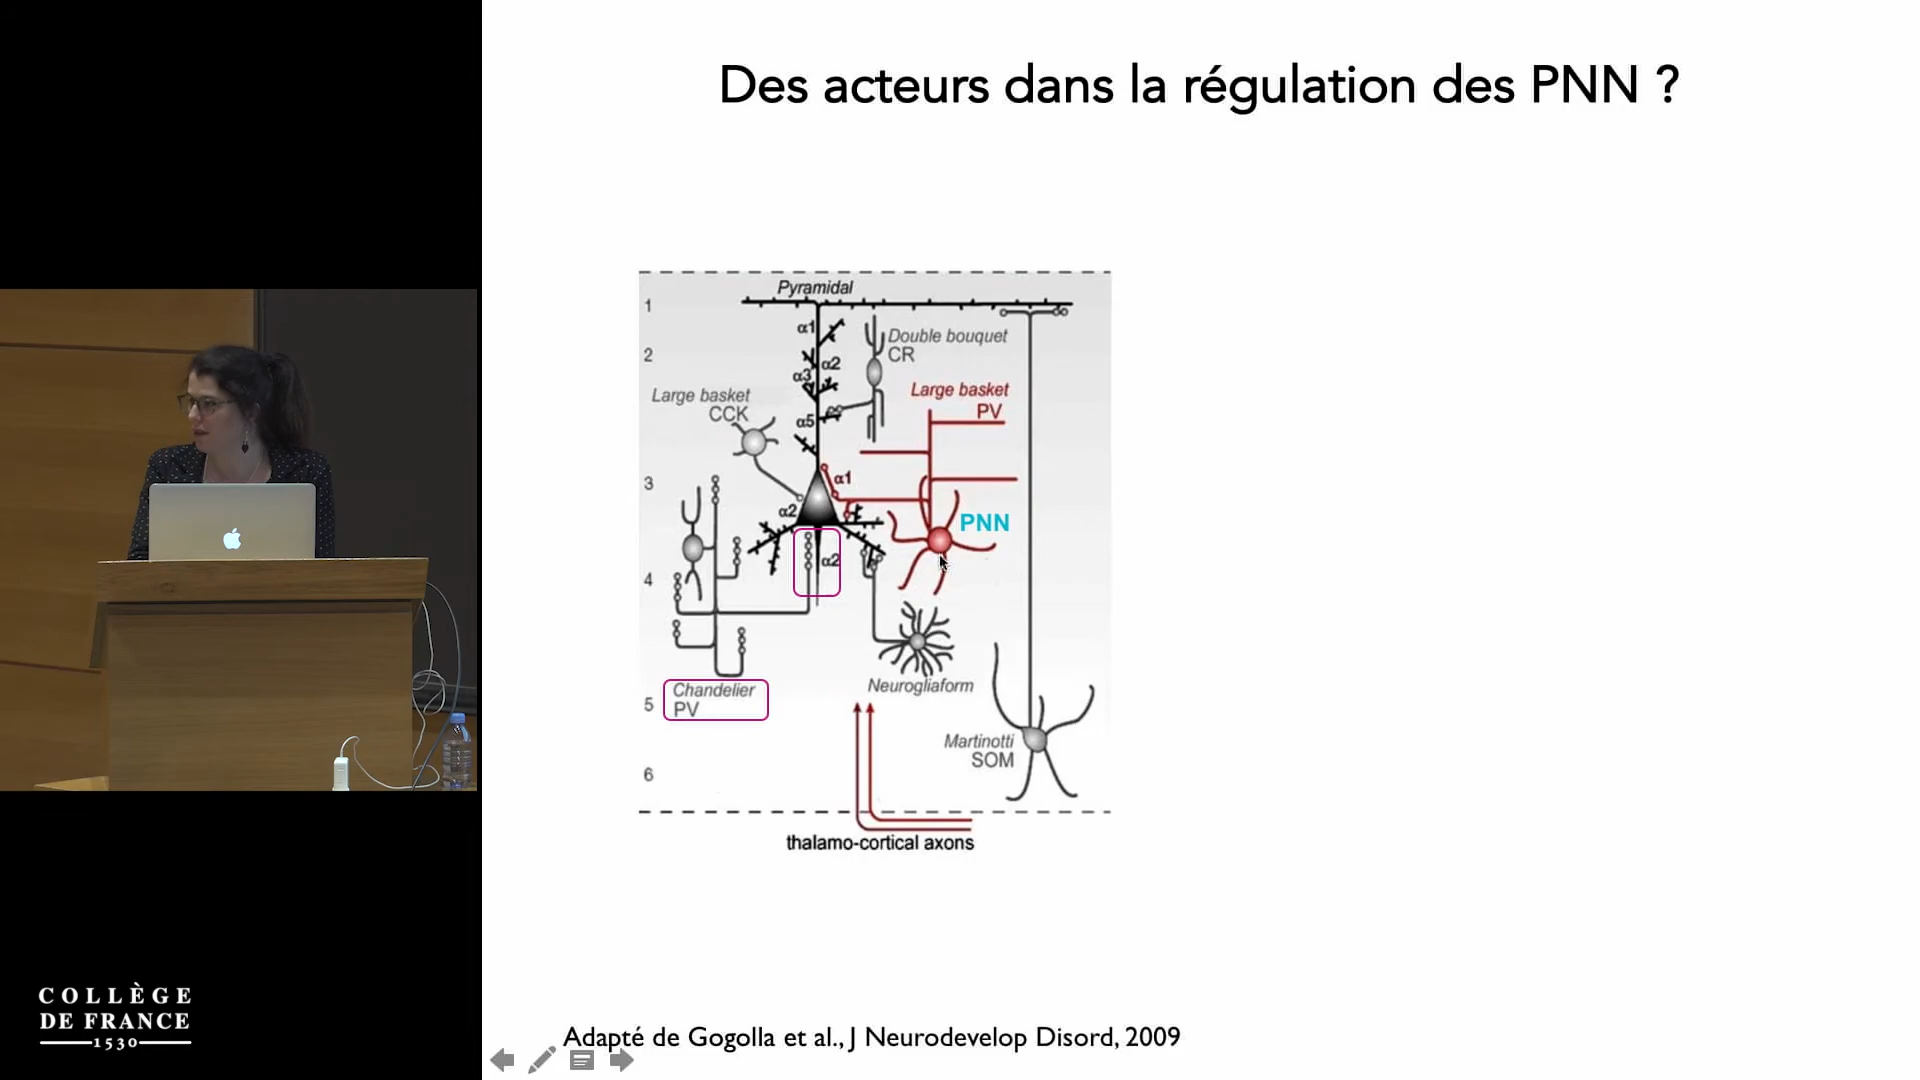 Des acteurs dans la régulation des PNN ?
Pyramidal
1
α1
Double bouquet
CR
2
α2
α3
Large basket
CCK
Large basket
PV
α5
3
α1
α2
PNN
4
α2
Chandelier
PV
Neurogliaform
5
Martinotti
SOM
6
thalamo-cortical axons
COLLÈGE
DE FRANCE
1530
Adapté de Gogolla et al., J Neurodevelop Disord, 2009